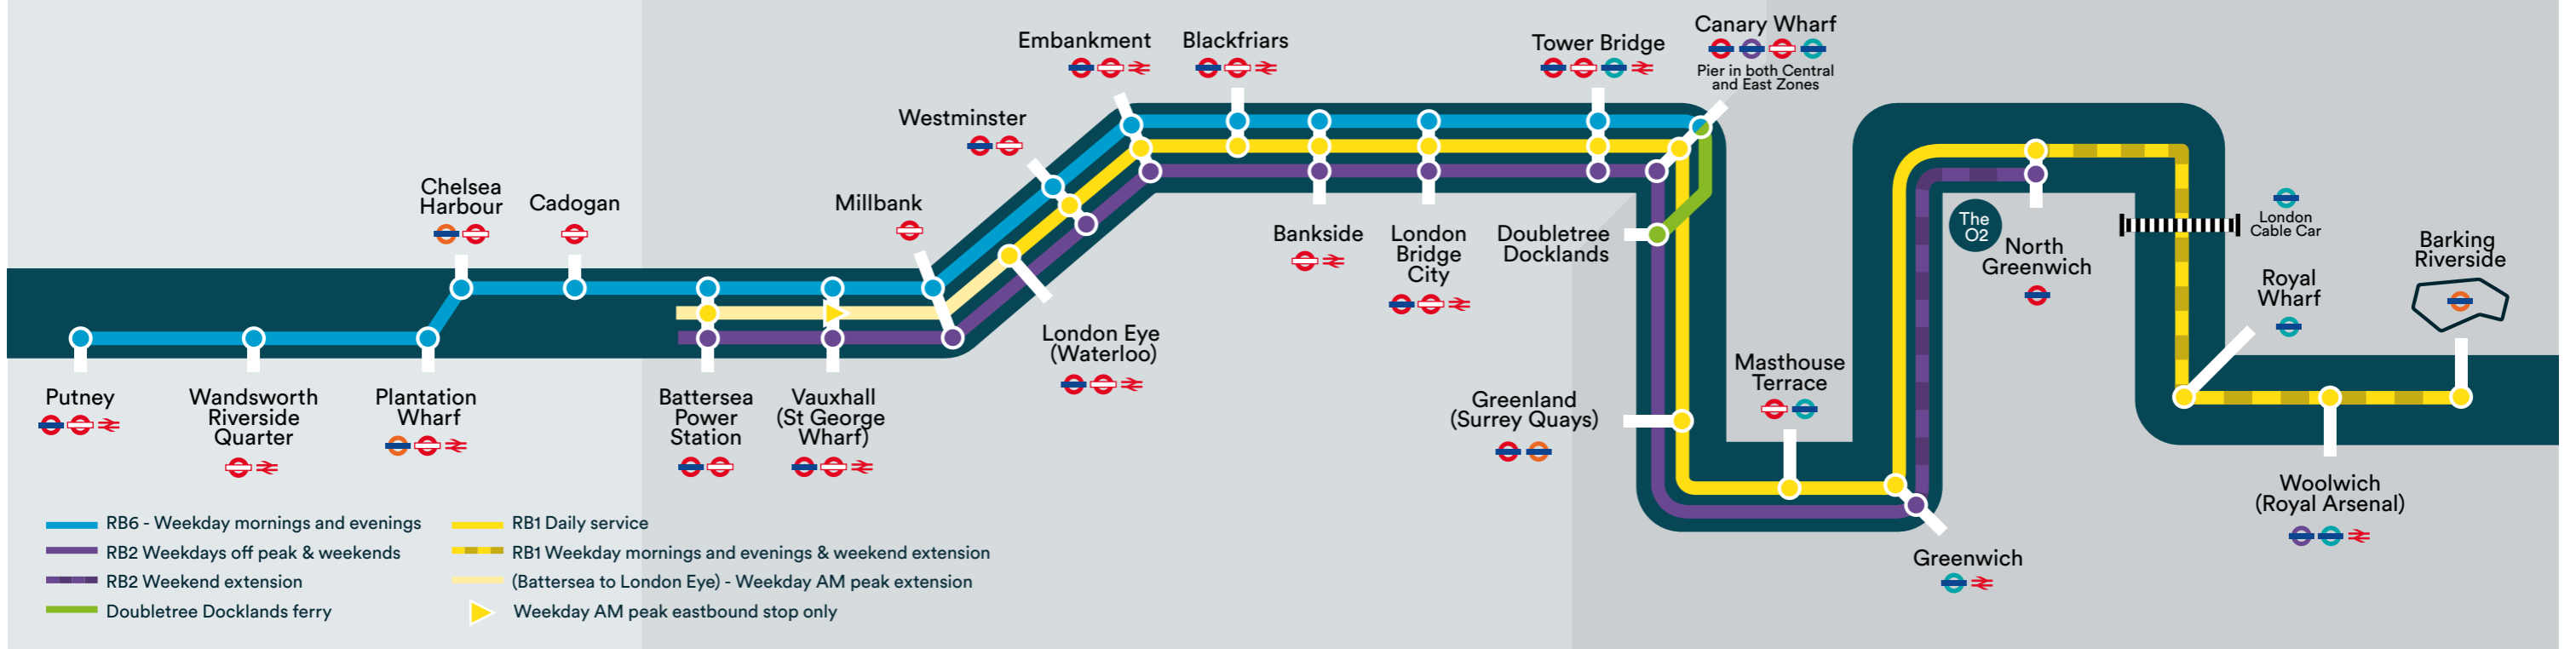 Putney
Wandsworth
Riverside
Quarter
Plantation
Wharf
Chelsea
Harbour
Cadogan
Battersea
Power
Station
Vauxhall
(St George
Wharf)
Millbank
Westminster
Embankment
London Eye
(Waterloo)
Blackfriars
Bankside
London
Bridge
City
Tower Bridge
Canary Wharf
Pier in both Central
and East Zones
Doubletree
Docklands
Greenland
(Surrey Quays)
Masthouse
Terrace
Greenwich
The
O2
North
Greenwich
London
Cable Car
Royal
Wharf
Woolwich
(Royal Arsenal)
Barking
Riverside
RB6 - Weekday mornings and evenings
RB2 Weekdays off peak & weekends
RB2 Weekend extension
Doubletree Docklands ferry
RB1 Daily service
RB1 Weekday mornings and evenings & weekend extension
(Battersea to London Eye) - Weekday AM peak extension
Weekday AM peak eastbound stop only